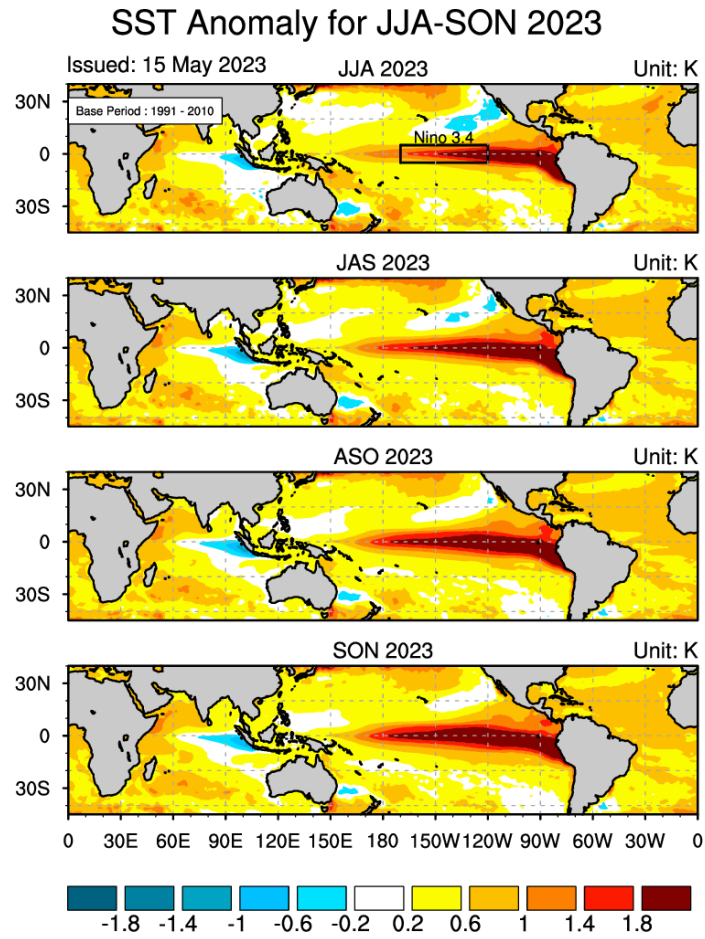 SST Anomaly for JJA-SON 2023
Issued: 15 May 2023 JJA 2023 Unit: K
30N
Base Period : 1991 - 2010
Nino 3.4
0
30S
JAS 2023 Unit: K
30N
0
30S
ASO 2023 Unit: K
30N
0
30S
SON 2023 Unit: K
30N
0
30S
0 30E 60E 90E 120E 150E 180 150W 120W 90W 60W 30W 0
-1.8 -1.4 -1 -0.6 -0.2 0.2 0.6 1 1.4 1.8